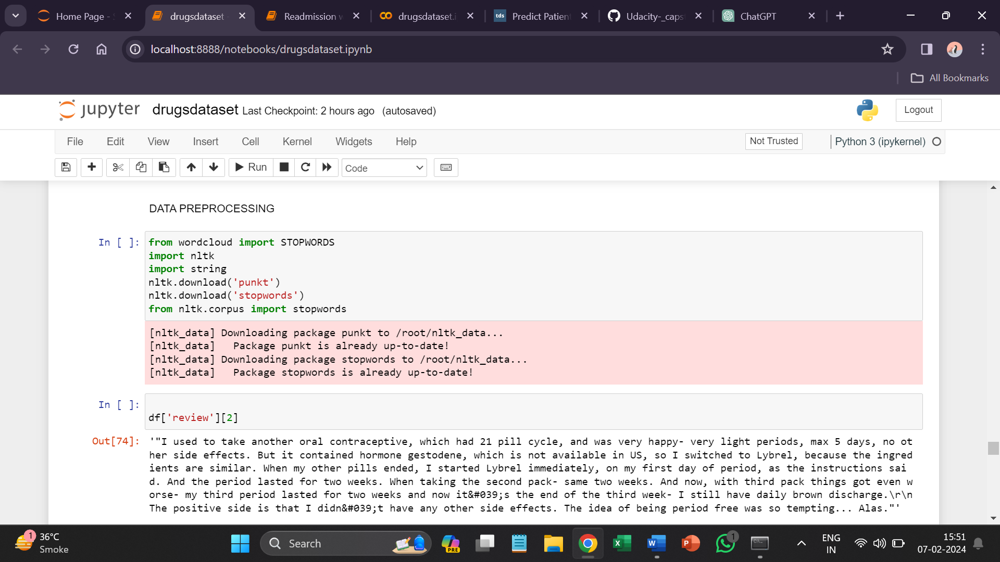 Home Page - S
drugsdataset -
Readmission w
drugsdataset.i
tds
Predict Patien
Udacity-_caps
ChatGPT
localhost:8888/notebooks/drugsdataset.ipynb
All Bookmarks
jupyter drugsdataset Last Checkpoint: 2 hours ago (autosaved)
Logout
File Edit View Insert Cell Kernel Widgets Help
Not Trusted
Python 3 (ipykernel)
Run
Code
DATA PREPROCESSING
In [ ]: from wordcloud import STOPWORDS
import nltk
import string
nltk.download('punkt')
nltk.download('stopwords')
from nltk.corpus import stopwords
[nltk_data] Downloading package punkt to /root/nltk_data...
[nltk_data]   Package punkt is already up-to-date!
[nltk_data] Downloading package stopwords to /root/nltk_data...
[nltk_data]   Package stopwords is already up-to-date!
In [ ]:
df['review'][2]
Out[74]: '"I used to take another oral contraceptive, which had 21 pill cycle, and was very happy- very light periods, max 5 days, no ot
her side effects. But it contained hormone gestodene, which is not available in US, so I switched to Lybrel, because the ingred
ients are similar. When my other pills ended, I started Lybrel immediately, on my first day of period, as the instructions sai
d. And the period lasted for two weeks. When taking the second pack- same two weeks. And now, with third pack things got even w
orse- my third period lasted for two weeks and now it&#039;s the end of the third week- I still have daily brown discharge.\r\n
The positive side is that I didn&#039;t have any other side effects. The idea of being period free was so tempting... Alas."'
1
36°C
Smoke
Search
PRE
1
ENG
IN
15:51
07-02-2024